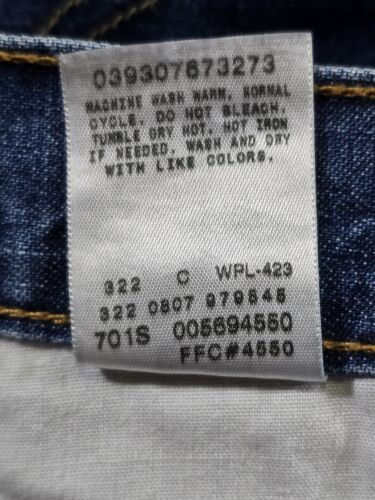 039307673273
MACHINE WASH WARM, NORMAL
CYCLE. DO NOT BLEACH.
TUMBLE DRY HOT. HOT IRON
IF NEEDED. WASH AND DRY
WITH LIKE COLORS.
322 C WPL-423
322 0807 979645
701S 005694550
FFC#4550